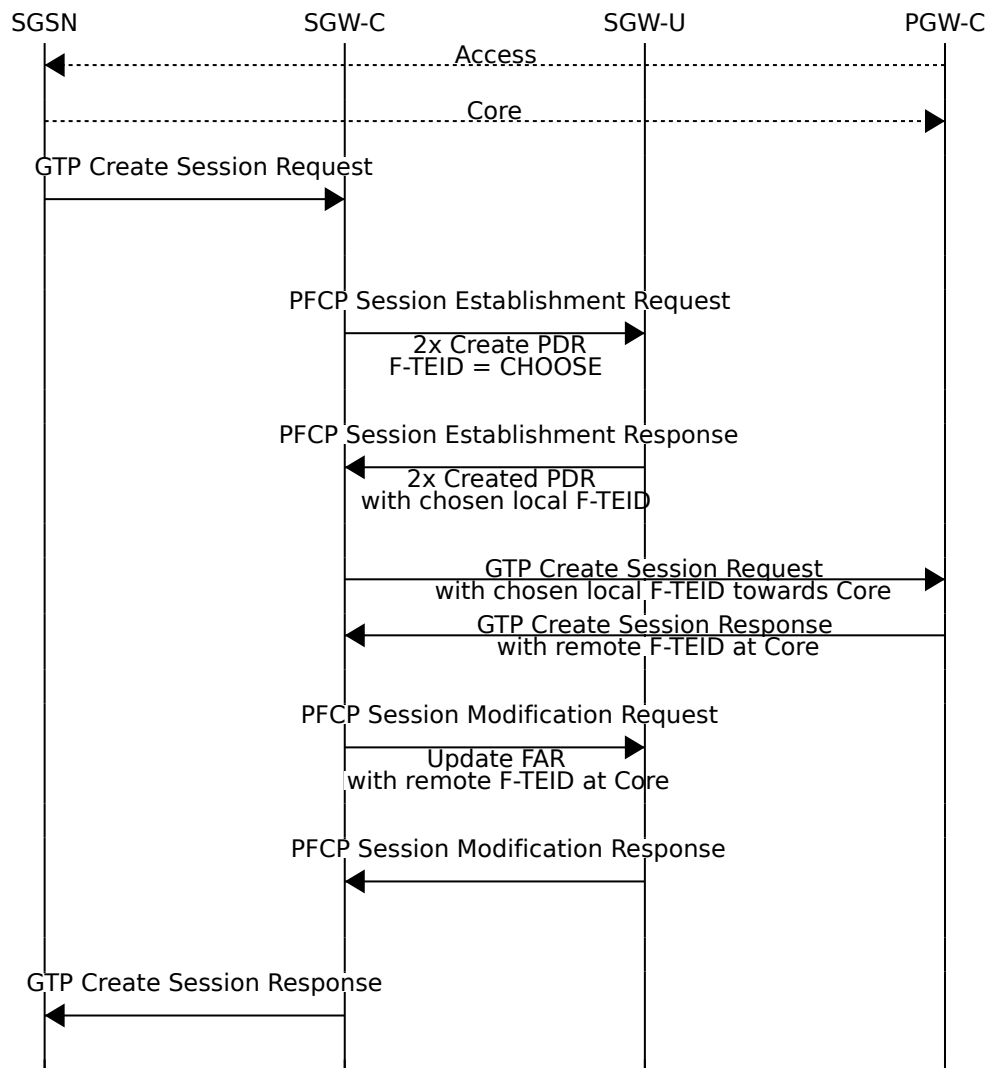 SGSN SGW-C SGW-U PGW-C
Access
Core
GTP Create Session Request
PFCP Session Establishment Request
2x Create PDR
F-TEID = CHOOSE
PFCP Session Establishment Response
2x Created PDR
with chosen local F-TEID
GTP Create Session Request
with chosen local F-TEID towards Core
GTP Create Session Response
with remote F-TEID at Core
PFCP Session Modification Request
Update FAR
with remote F-TEID at Core
PFCP Session Modification Response
GTP Create Session Response